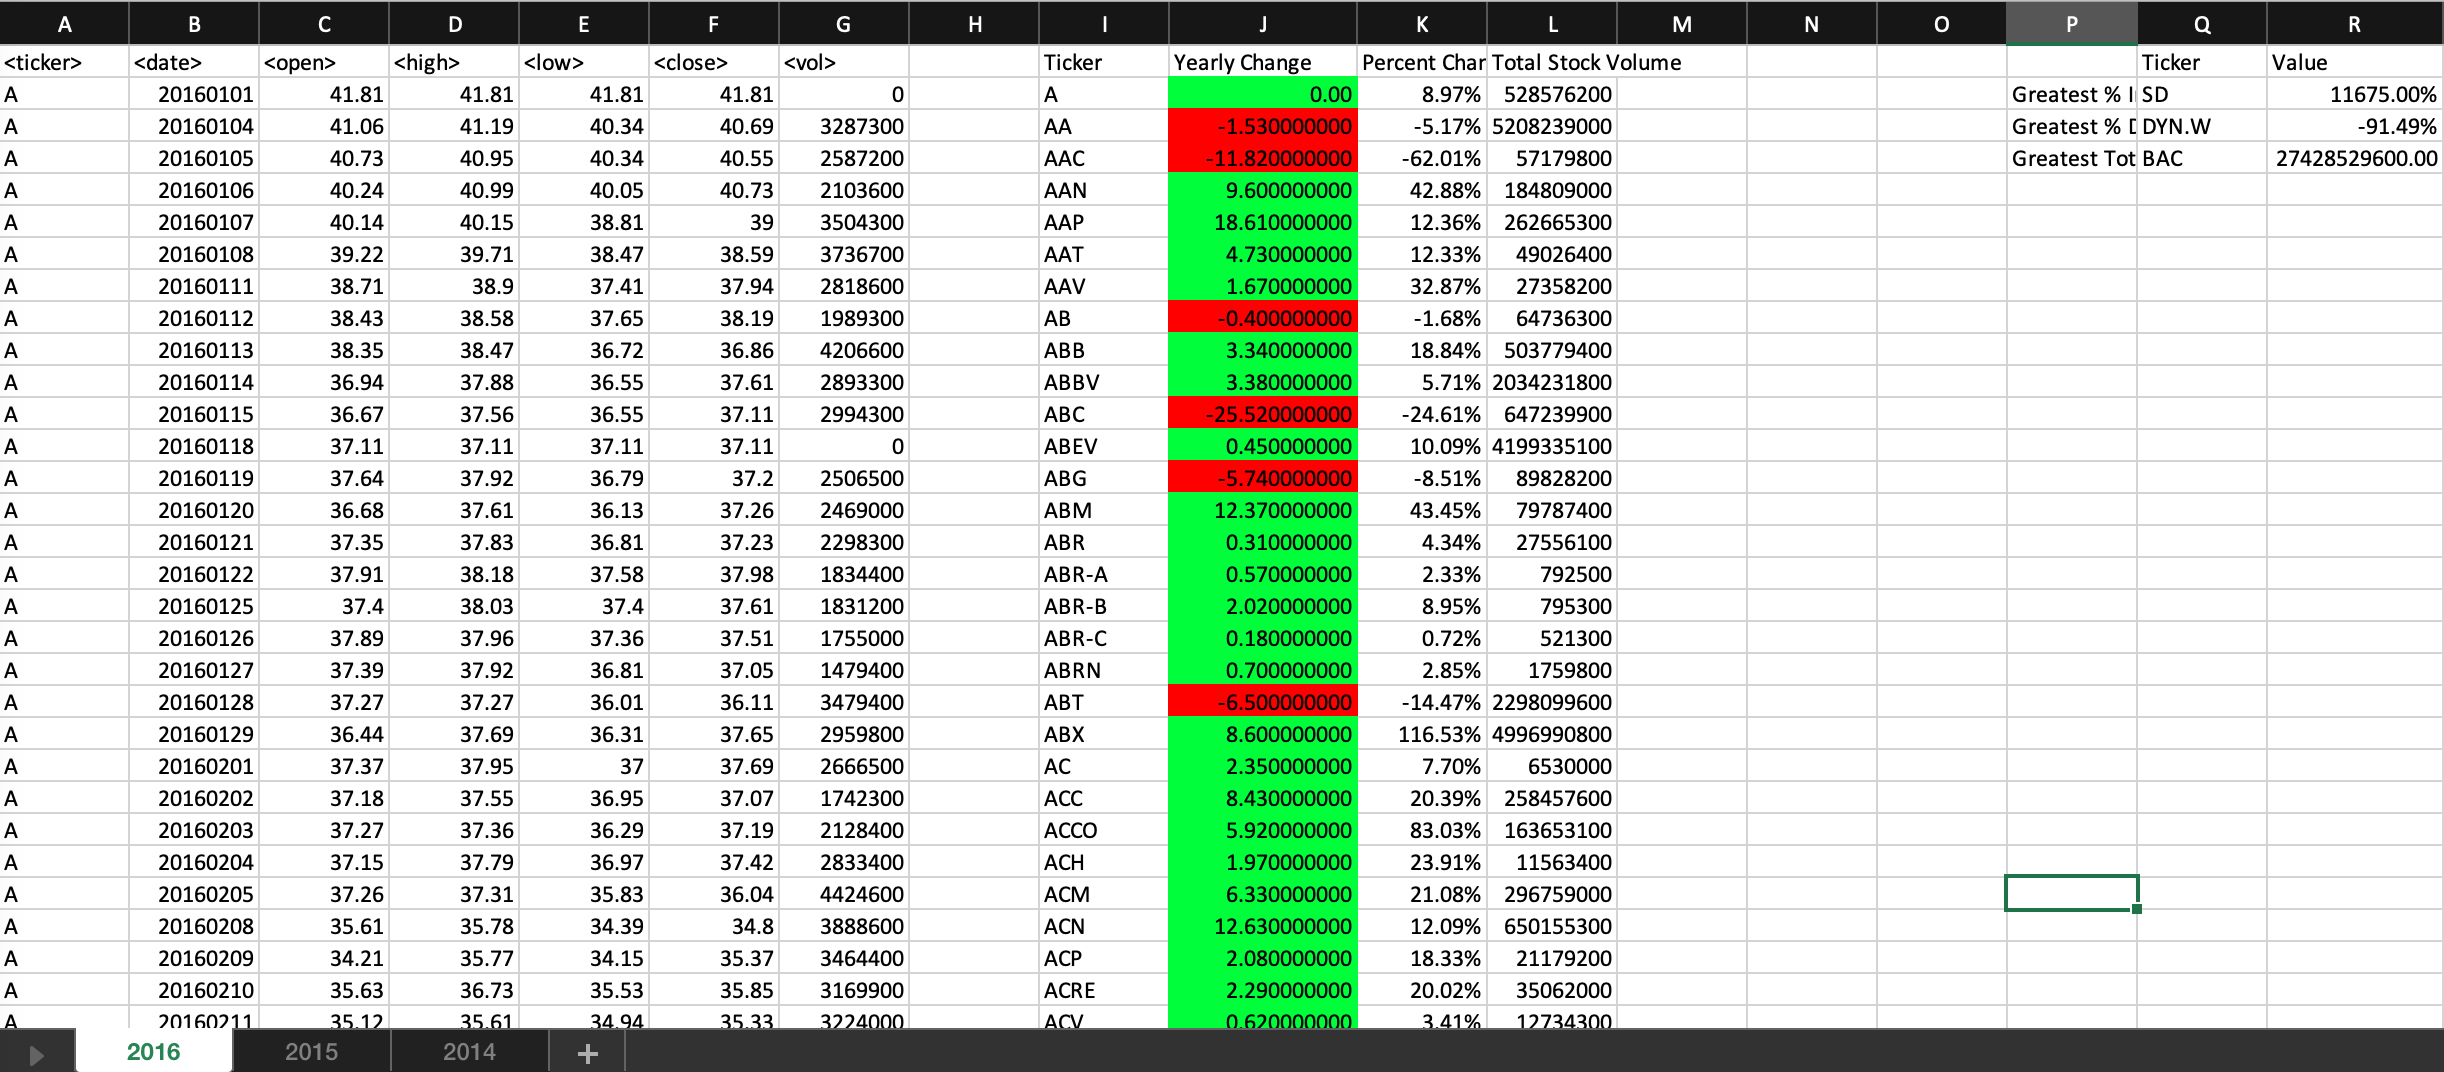 A B C D E F G H I J K L M N O P Q R
<ticker> <date> <open> <high> <low> <close> <vol> Ticker Yearly Change Percent Char Total Stock Volume Ticker Value
A 20160101 41.81 41.81 41.81 41.81 0 A 0.00 8.97% 528576200 Greatest % I SD 11675.00%
A 20160104 41.06 41.19 40.34 40.69 3287300 AA -1.530000000 -5.17% 5208239000 Greatest % D DYN.W -91.49%
A 20160105 40.73 40.95 40.34 40.55 2587200 AAC -11.820000000 -62.01% 57179800 Greatest Tot BAC 27428529600.00
A 20160106 40.24 40.99 40.05 40.73 2103600 AAN 9.600000000 42.88% 184809000
A 20160107 40.14 40.15 38.81 39 3504300 AAP 18.610000000 12.36% 262665300
A 20160108 39.22 39.71 38.47 38.59 3736700 AAT 4.730000000 12.33% 49026400
A 20160111 38.71 38.9 37.41 37.94 2818600 AAV 1.670000000 32.87% 27358200
A 20160112 38.43 38.58 37.65 38.19 1989300 AB -0.400000000 -1.68% 64736300
A 20160113 38.35 38.47 36.72 36.86 4206600 ABB 3.340000000 18.84% 503779400
A 20160114 36.94 37.88 36.55 37.61 2893300 ABBV 3.380000000 5.71% 2034231800
A 20160115 36.67 37.56 36.55 37.11 2994300 ABC -25.520000000 -24.61% 647239900
A 20160118 37.11 37.11 37.11 37.11 0 ABEV 0.450000000 10.09% 4199335100
A 20160119 37.64 37.92 36.79 37.2 2506500 ABG -5.740000000 -8.51% 89828200
A 20160120 36.68 37.61 36.13 37.26 2469000 ABM 12.370000000 43.45% 79787400
A 20160121 37.35 37.83 36.81 37.23 2298300 ABR 0.310000000 4.34% 27556100
A 20160122 37.91 38.18 37.58 37.98 1834400 ABR-A 0.570000000 2.33% 792500
A 20160125 37.4 38.03 37.4 37.61 1831200 ABR-B 2.020000000 8.95% 795300
A 20160126 37.89 37.96 37.36 37.51 1755000 ABR-C 0.180000000 0.72% 521300
A 20160127 37.39 37.92 36.81 37.05 1479400 ABRN 0.700000000 2.85% 1759800
A 20160128 37.27 37.27 36.01 36.11 3479400 ABT -6.500000000 -14.47% 2298099600
A 20160129 36.44 37.69 36.31 37.65 2959800 ABX 8.600000000 116.53% 4996990800
A 20160201 37.37 37.95 37 37.69 2666500 AC 2.350000000 7.70% 6530000
A 20160202 37.18 37.55 36.95 37.07 1742300 ACC 8.430000000 20.39% 258457600
A 20160203 37.27 37.36 36.29 37.19 2128400 ACCO 5.920000000 83.03% 163653100
A 20160204 37.15 37.79 36.97 37.42 2833400 ACH 1.970000000 23.91% 11563400
A 20160205 37.26 37.31 35.83 36.04 4424600 ACM 6.330000000 21.08% 296759000
A 20160208 35.61 35.78 34.39 34.8 3888600 ACN 12.630000000 12.09% 650155300
A 20160209 34.21 35.77 34.15 35.37 3464400 ACP 2.080000000 18.33% 21179200
A 20160210 35.63 36.73 35.53 35.85 3169900 ACRE 2.290000000 20.02% 35062000
A 20160211 35.12 35.61 34.94 35.33 3224000 ACV 0.620000000 3.41% 12734300
2016 2015 2014 +